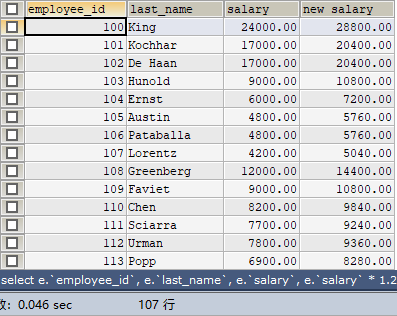 employee_id last_name salary new salary
100 King 24000.00 28800.00
101 Kochhar 17000.00 20400.00
102 De Haan 17000.00 20400.00
103 Hunold 9000.00 10800.00
104 Ernst 6000.00 7200.00
105 Austin 4800.00 5760.00
106 Pataballa 4800.00 5760.00
107 Lorentz 4200.00 5040.00
108 Greenberg 12000.00 14400.00
109 Faviet 9000.00 10800.00
110 Chen 8200.00 9840.00
111 Sciarra 7700.00 9240.00
112 Urman 7800.00 9360.00
113 Popp 6900.00 8280.00
select e.`employee_id`, e.`last_name`, e.`salary`, e.`salary` * 1.2
: 0.046 sec 107 行